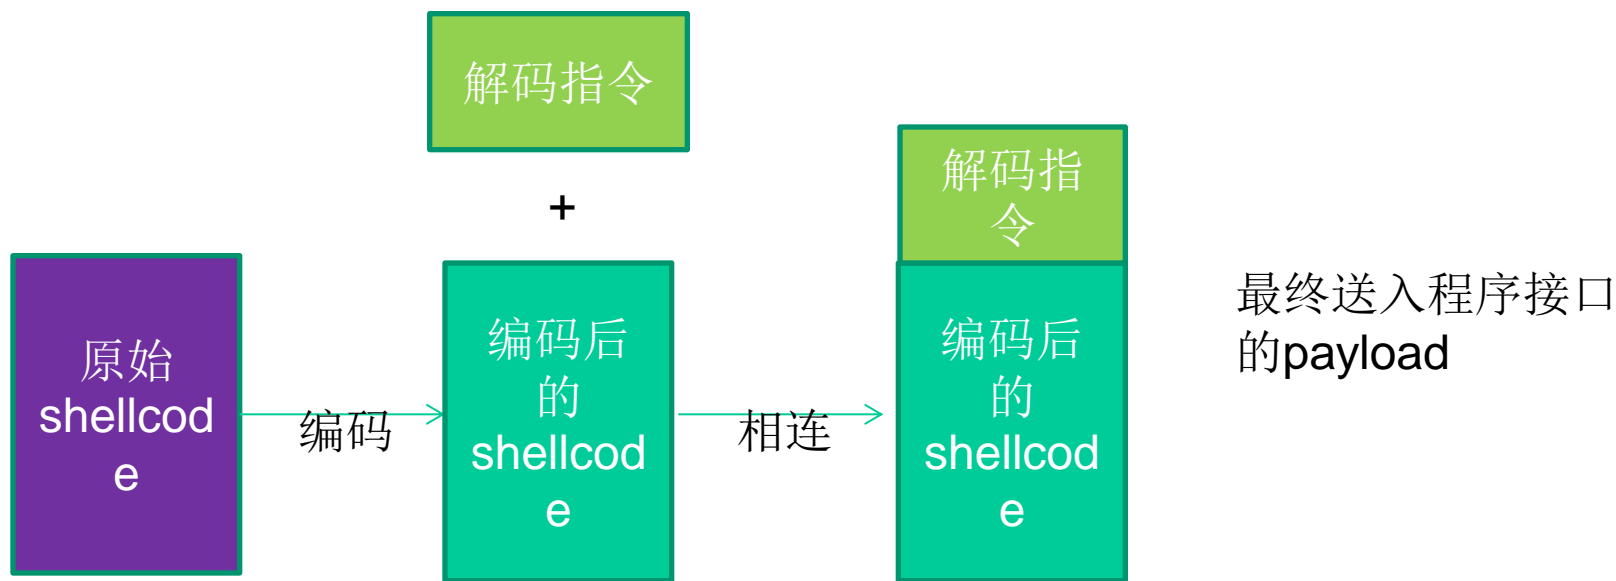 解码指令
+
原始
shellcod
e
编码
编码后
的
shellcod
e
相连
解码指
令
编码后
的
shellcod
e
最终送入程序接口
的payload